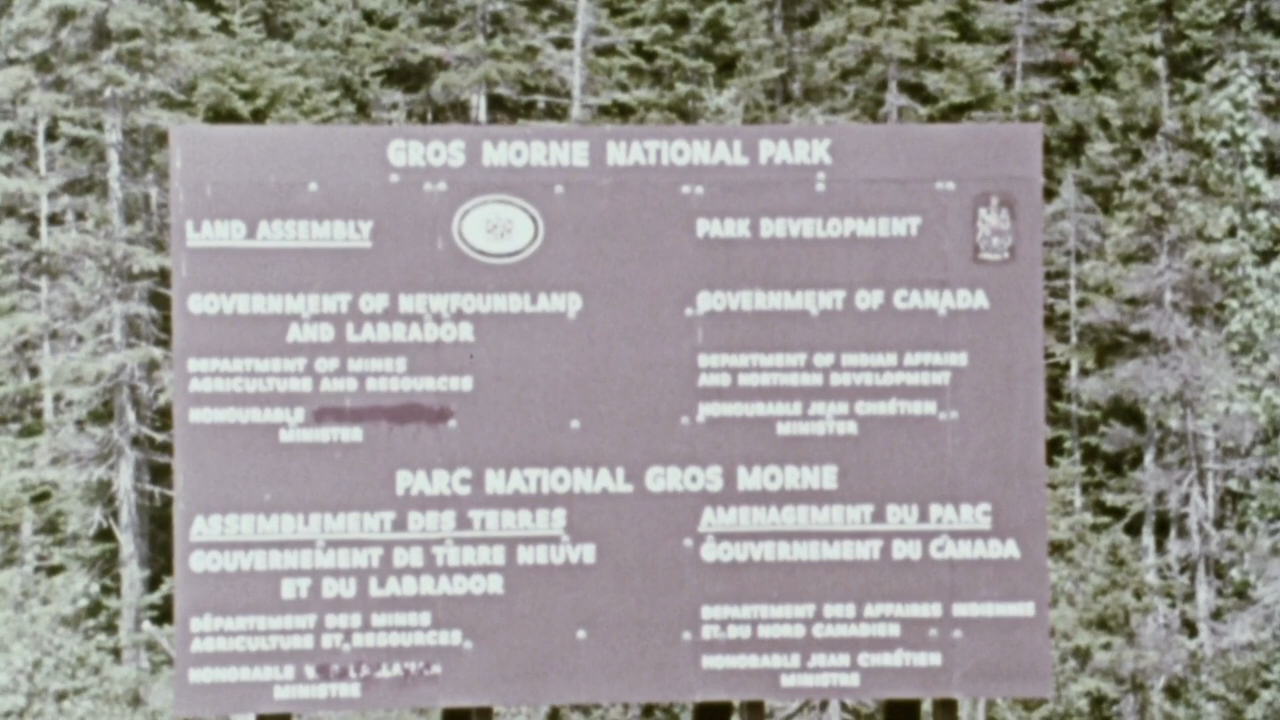 GROS MORNE NATIONAL PARK
LAND ASSEMBLY
GOVERNMENT OF NEWFOUNDLAND
AND LABRADOR
DEPARTMENT OF MINES
AGRICULTURE AND RESOURCES
HONOURABLE
MINISTER
PARK DEVELOPMENT
GOVERNMENT OF CANADA
DEPARTMENT OF INDIAN AFFAIRS
AND NORTHERN DEVELOPMENT
HONOURABLE JEAN CHRÉTIEN
MINISTER
PARC NATIONAL GROS MORNE
ASSEMBLEMENT DES TERRES
GOUVERNEMENT DE TERRE NEUVE
ET DU LABRADOR
DÉPARTEMENT DES MINES
AGRICULTURE ET RESOURCES
HONORABLE
MINISTRE
AMENAGEMENT DU PARC
GOUVERNEMENT DU CANADA
DEPARTEMENT DES AFFAIRES INDIENNES
ET DU NORD CANADIEN
HONORABLE JEAN CHRÉTIEN
MINISTRE